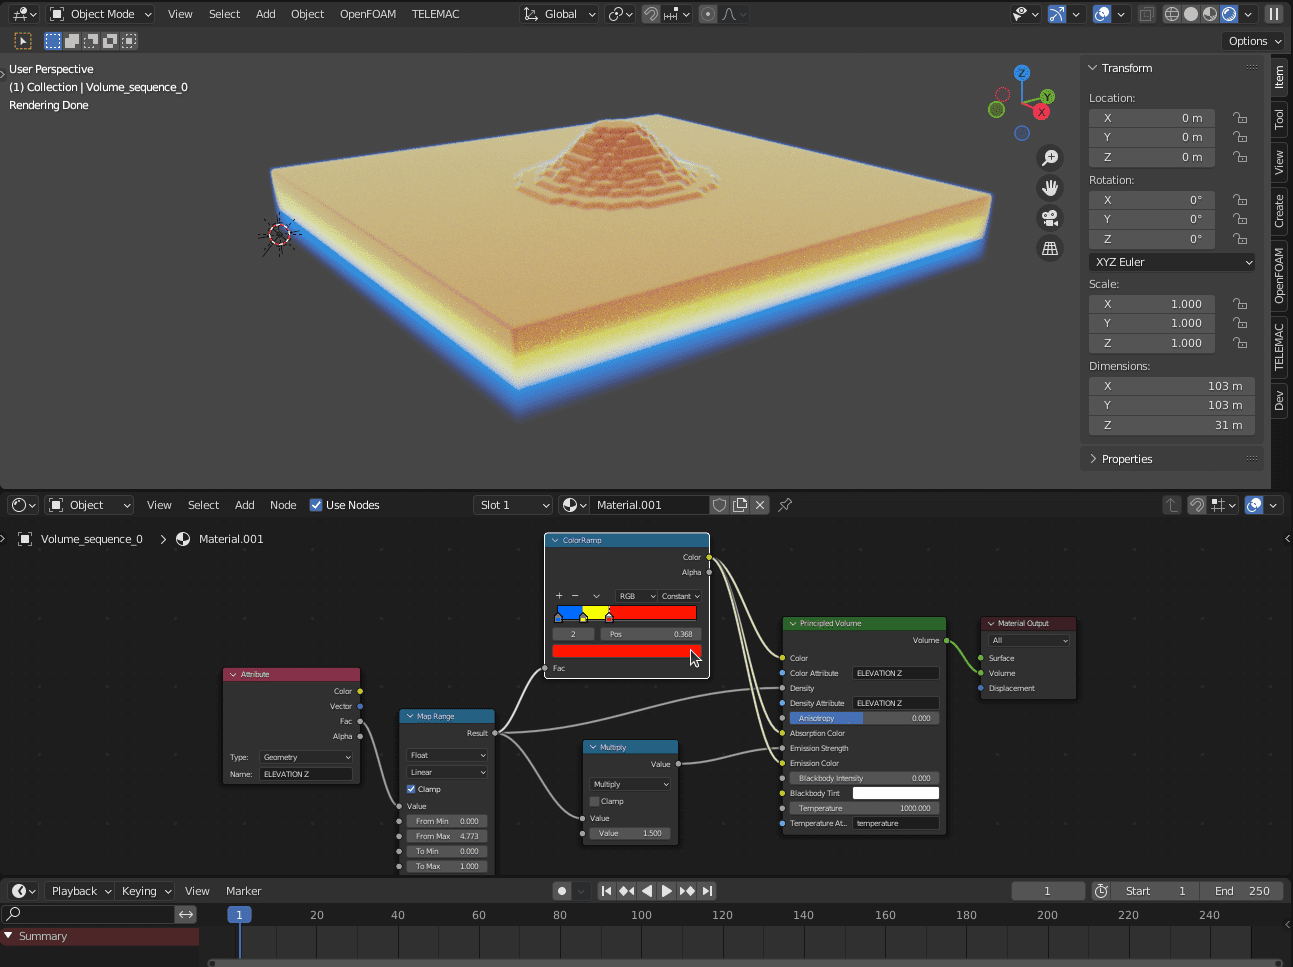 Object Mode View Select Add Object OpenFOAM TELEMAC Global
Options
User Perspective
(1) Collection | Volume_sequence_0
Rendering Done
Z
Y
X
Transform
Location:
X 0 m
Y 0 m
Z 0 m
Rotation:
X 0°
Y 0°
Z 0°
XYZ Euler
Scale:
X 1.000
Y 1.000
Z 1.000
Dimensions:
X 103 m
Y 103 m
Z 31 m
Properties
Item
Tool
View
Create
OpenFOAM
TELEMAC
Dev
Object View Select Add Node Use Nodes Slot 1 Material.001
Volume_sequence_0 Material.001
ColorRamp
Color
Alpha
RGB Constant
2 Pos 0.368
Fac
Attribute
Color
Vector
Fac
Alpha
Type: Geometry
Name: ELEVATION Z
Map Range
Result
Float
Linear
Clamp
Value
From Min 0.000
From Max 4.773
To Min 0.000
To Max 1.000
Multiply
Value
Multiply
Clamp
Value
Value 1.500
Principled Volume
Volume
Color
Color Attribute ELEVATION Z
Density
Density Attribute ELEVATION Z
Anisotropy 0.000
Absorption Color
Emission Strength
Emission Color
Blackbody Intensity 0.000
Blackbody Tint
Temperature 1000.000
Temperature At.. temperature
Material Output
All
Surface
Volume
Displacement
Playback Keying View Marker 1 Start 1 End 250
1 20 40 60 80 100 120 140 160 180 200 220 240
Summary